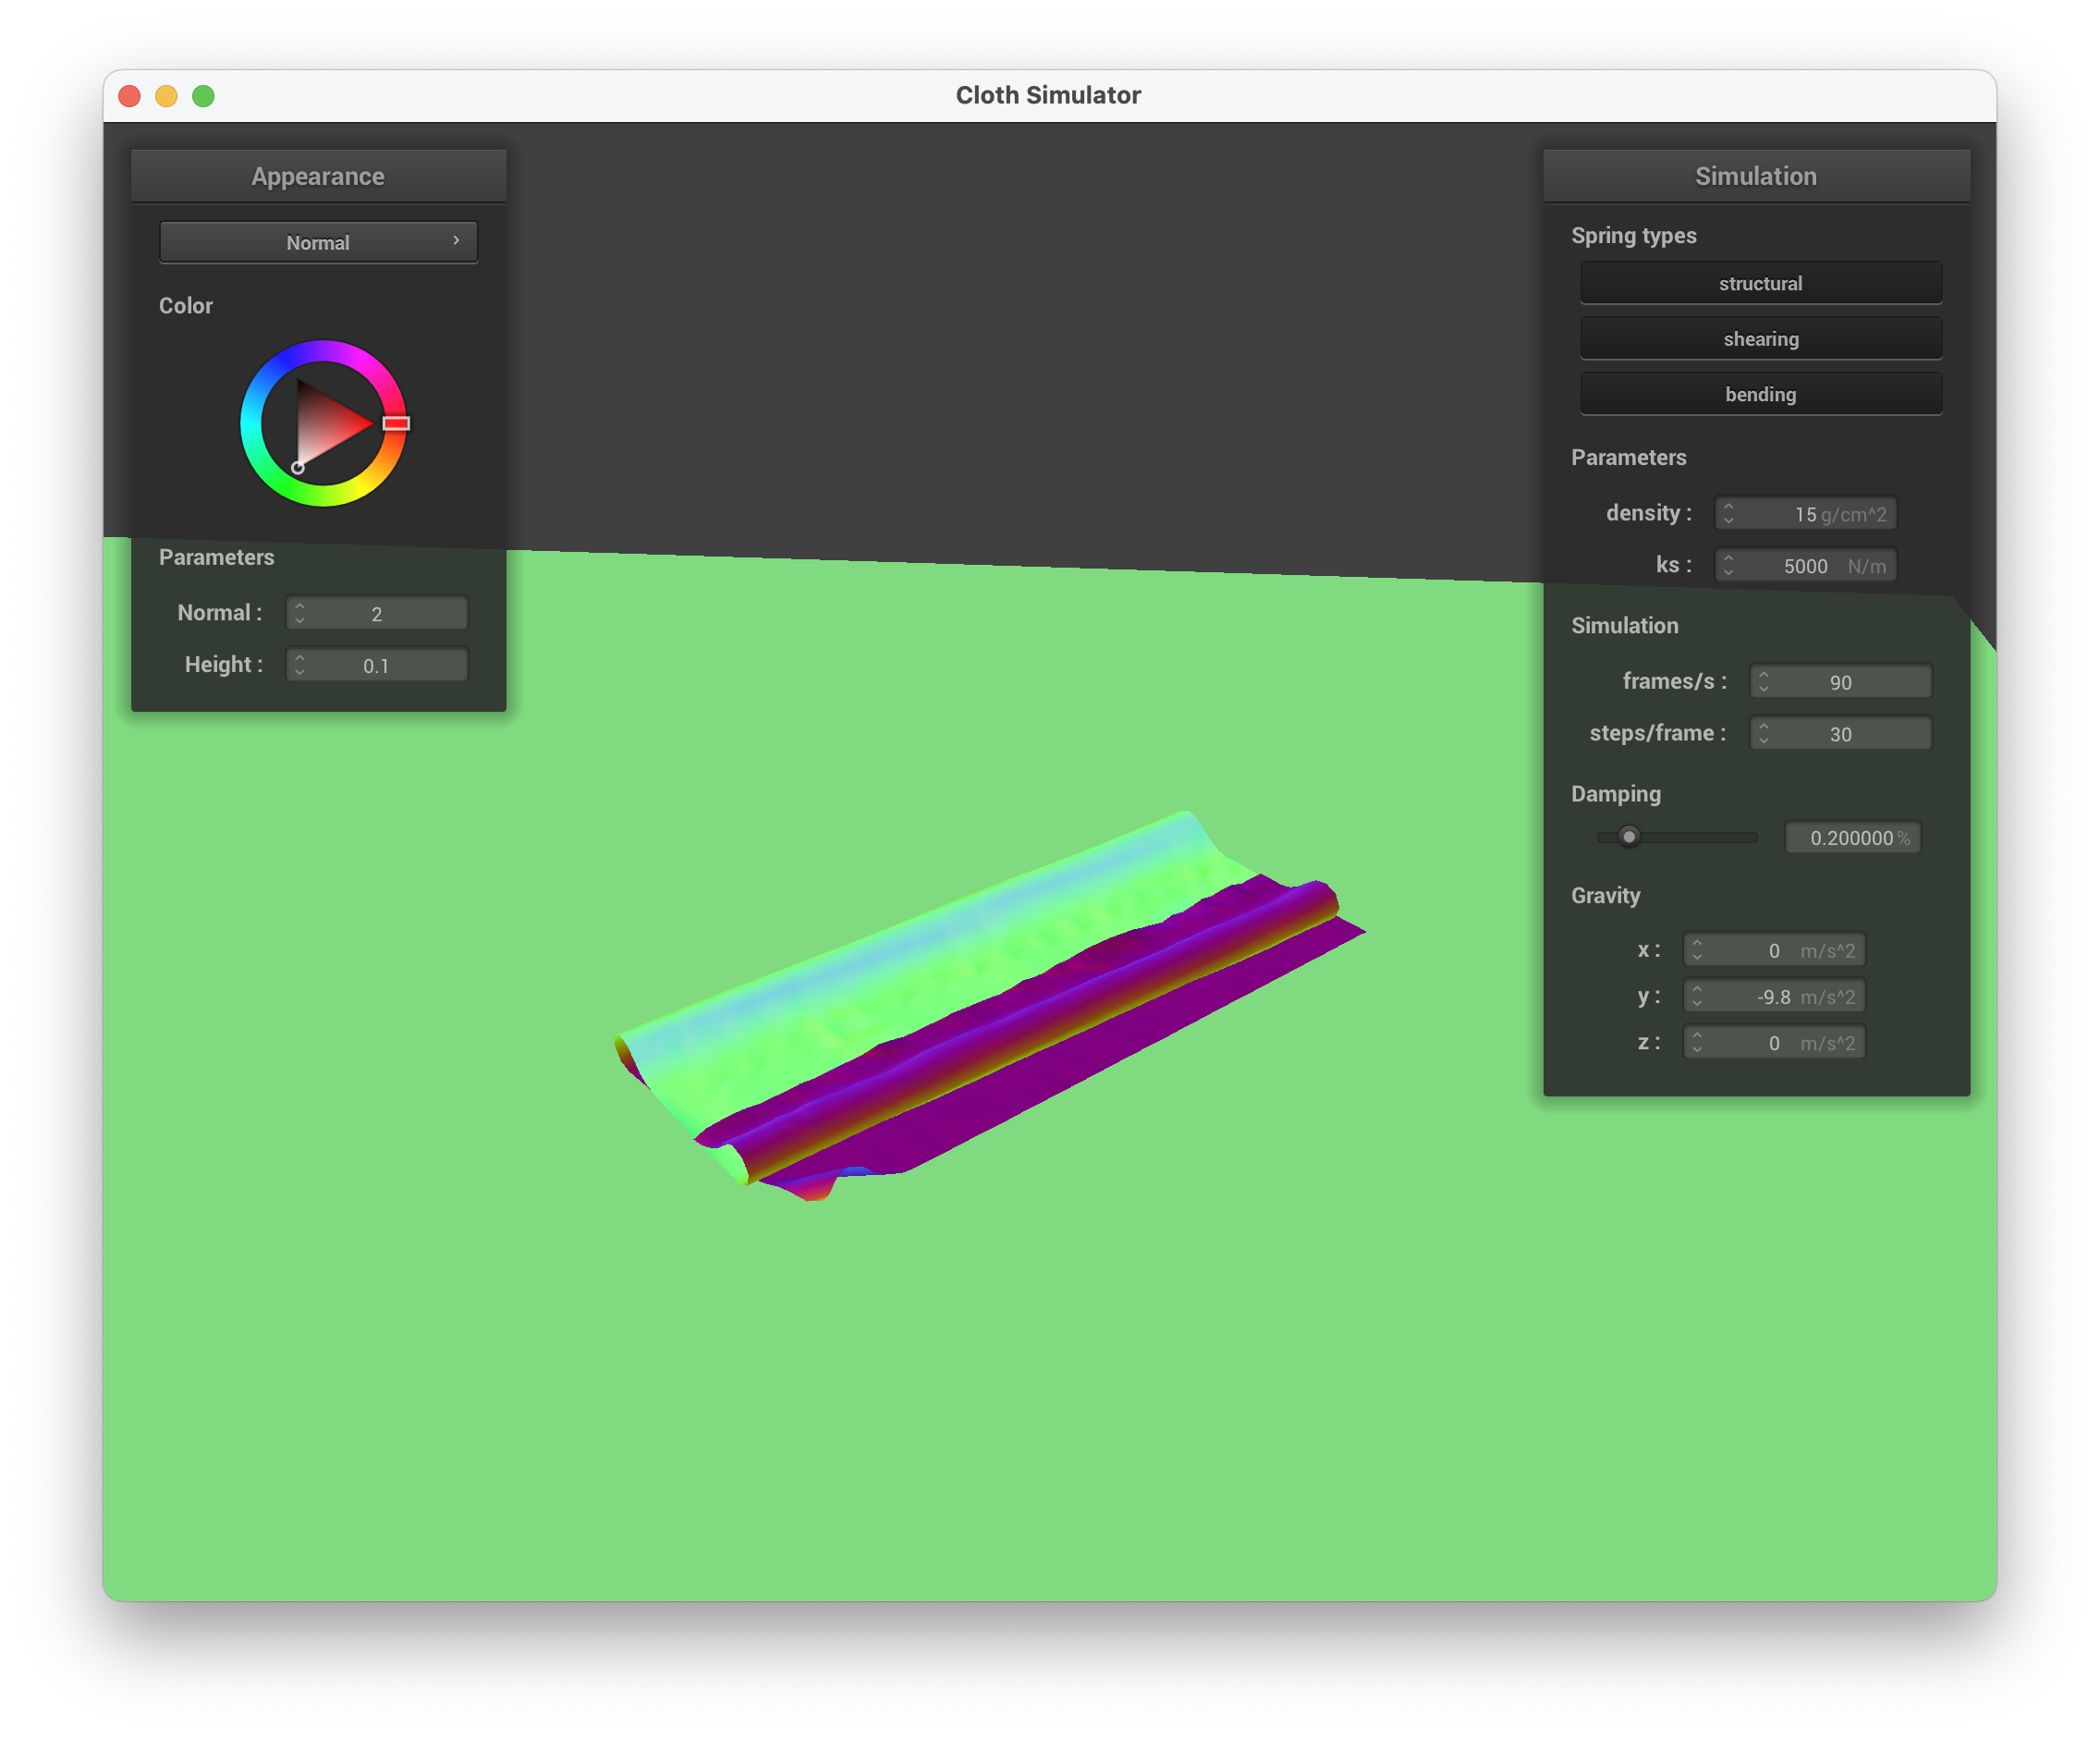 Cloth Simulator
Appearance
Normal
Color
Parameters
Normal : 2
Height : 0.1
Simulation
Spring types
structural
shearing
bending
Parameters
density : 15 g/cm^2
ks : 5000 N/m
Simulation
frames/s : 90
steps/frame : 30
Damping
0.200000 %
Gravity
x : 0 m/s^2
y : -9.8 m/s^2
z : 0 m/s^2